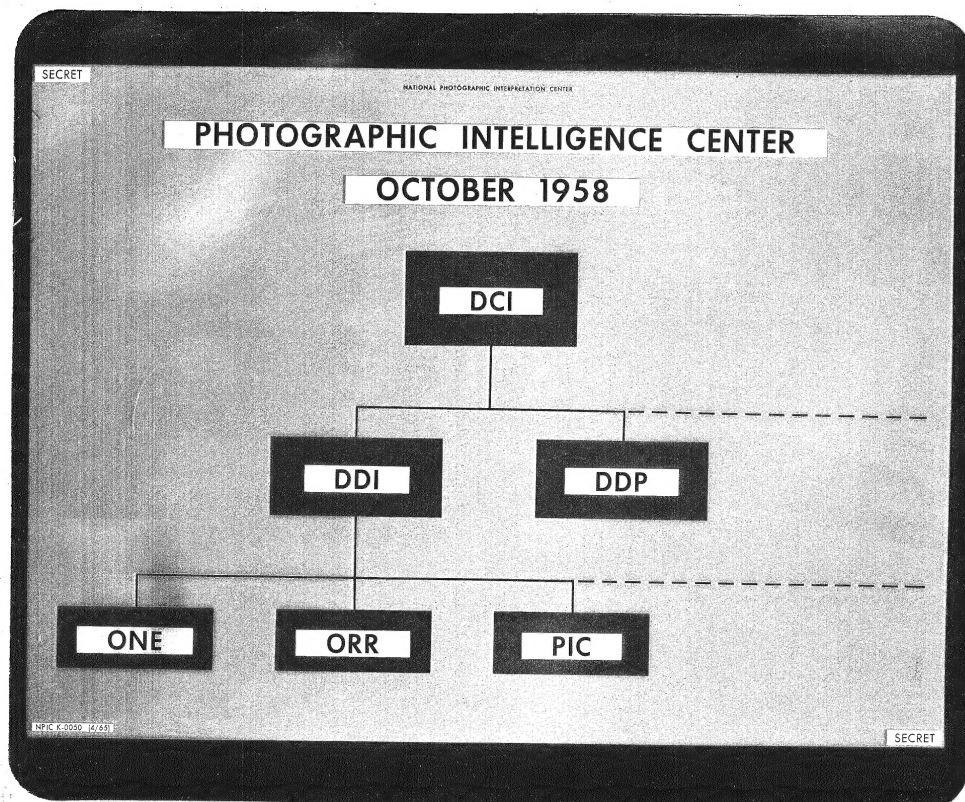 SECRET
NATIONAL PHOTOGRAPHIC INTERPRETATION CENTER
PHOTOGRAPHIC INTELLIGENCE CENTER
OCTOBER 1958
DCI
DDI
DDP
ONE
ORR
PIC
NPIC K-0050 (4/65)
SECRET